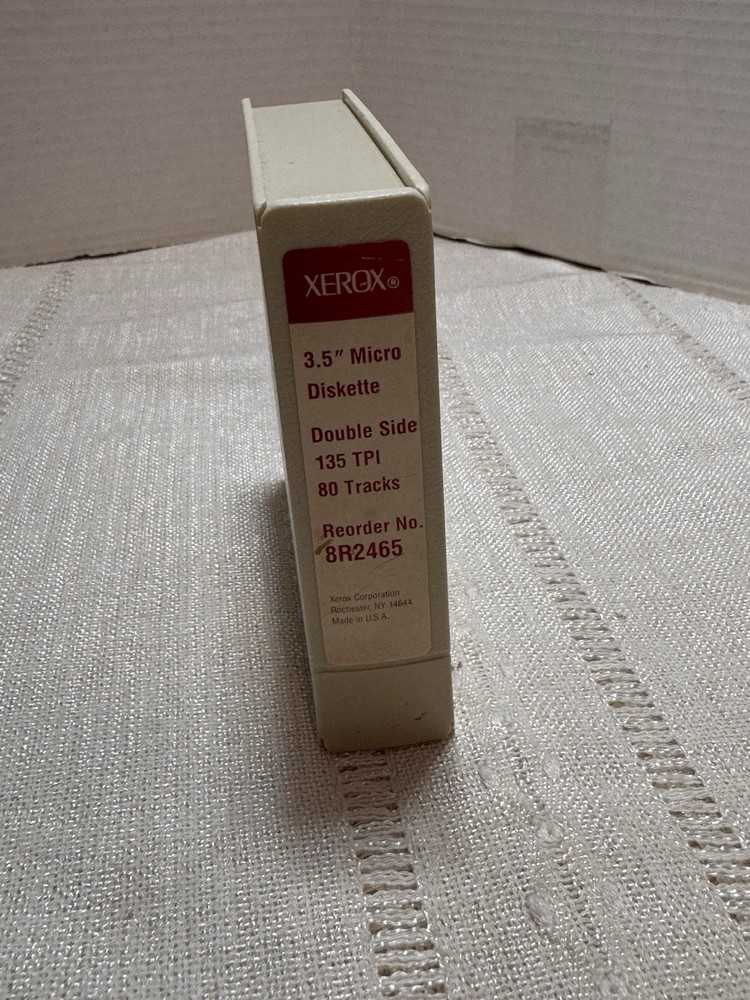 XEROX®
3.5" Micro
Diskette
Double Side
135 TPI
80 Tracks
Reorder No.
8R2465
Xerox Corporation
Rochester, NY 14644
Made in U.S.A.